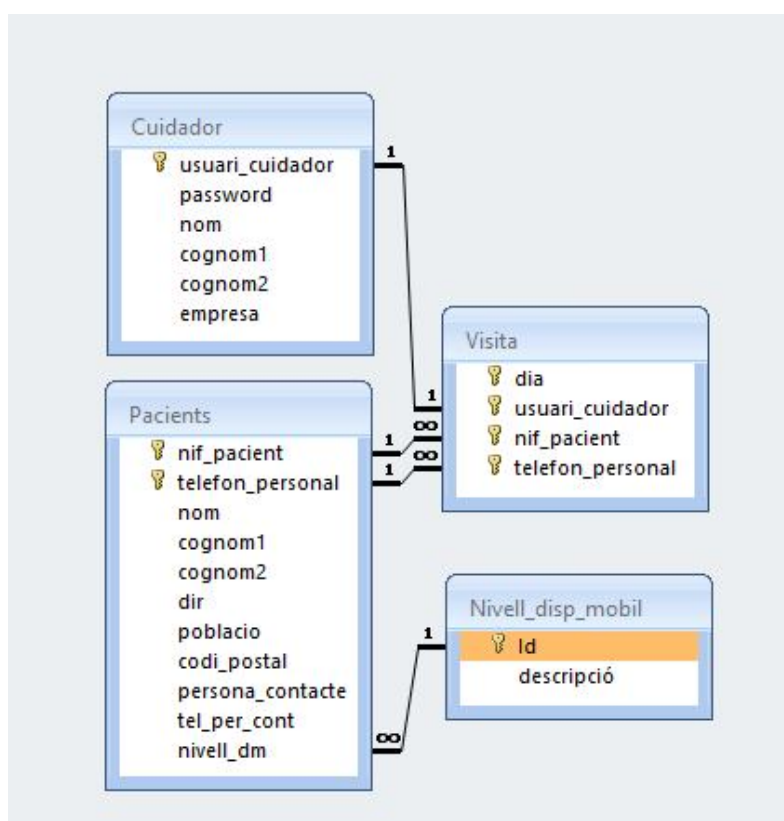 Cuidador
usuari_cuidador
password
nom
cognom1
cognom2
empresa
1
Visita
dia
usuari_cuidador
nif_pacient
telefon_personal
1
∞
∞
Pacients
nif_pacient
telefon_personal
nom
cognom1
cognom2
dir
poblacio
codi_postal
persona_contacte
tel_per_cont
nivell_dm
1
1
∞
Nivell_disp_mobil
Id
descripció
1